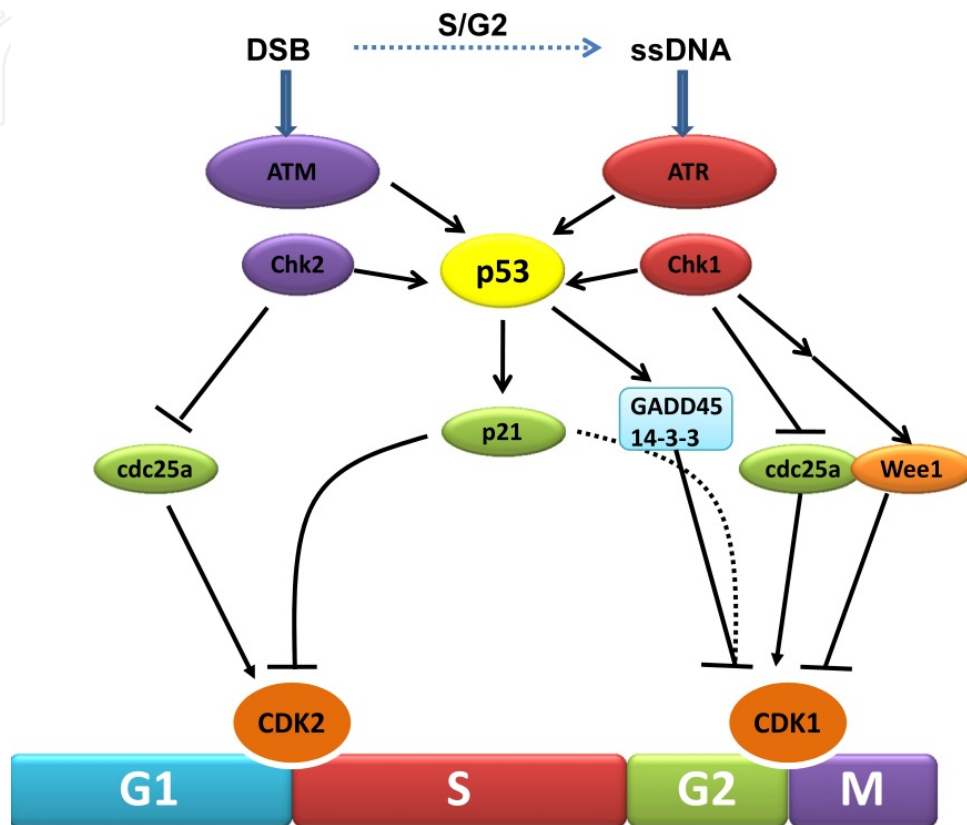 S/G2
DSB
ssDNA
ATM
ATR
Chk2
p53
Chk1
GADD45
14-3-3
p21
cdc25a
cdc25a
Wee1
CDK2
CDK1
G1
S
G2
M